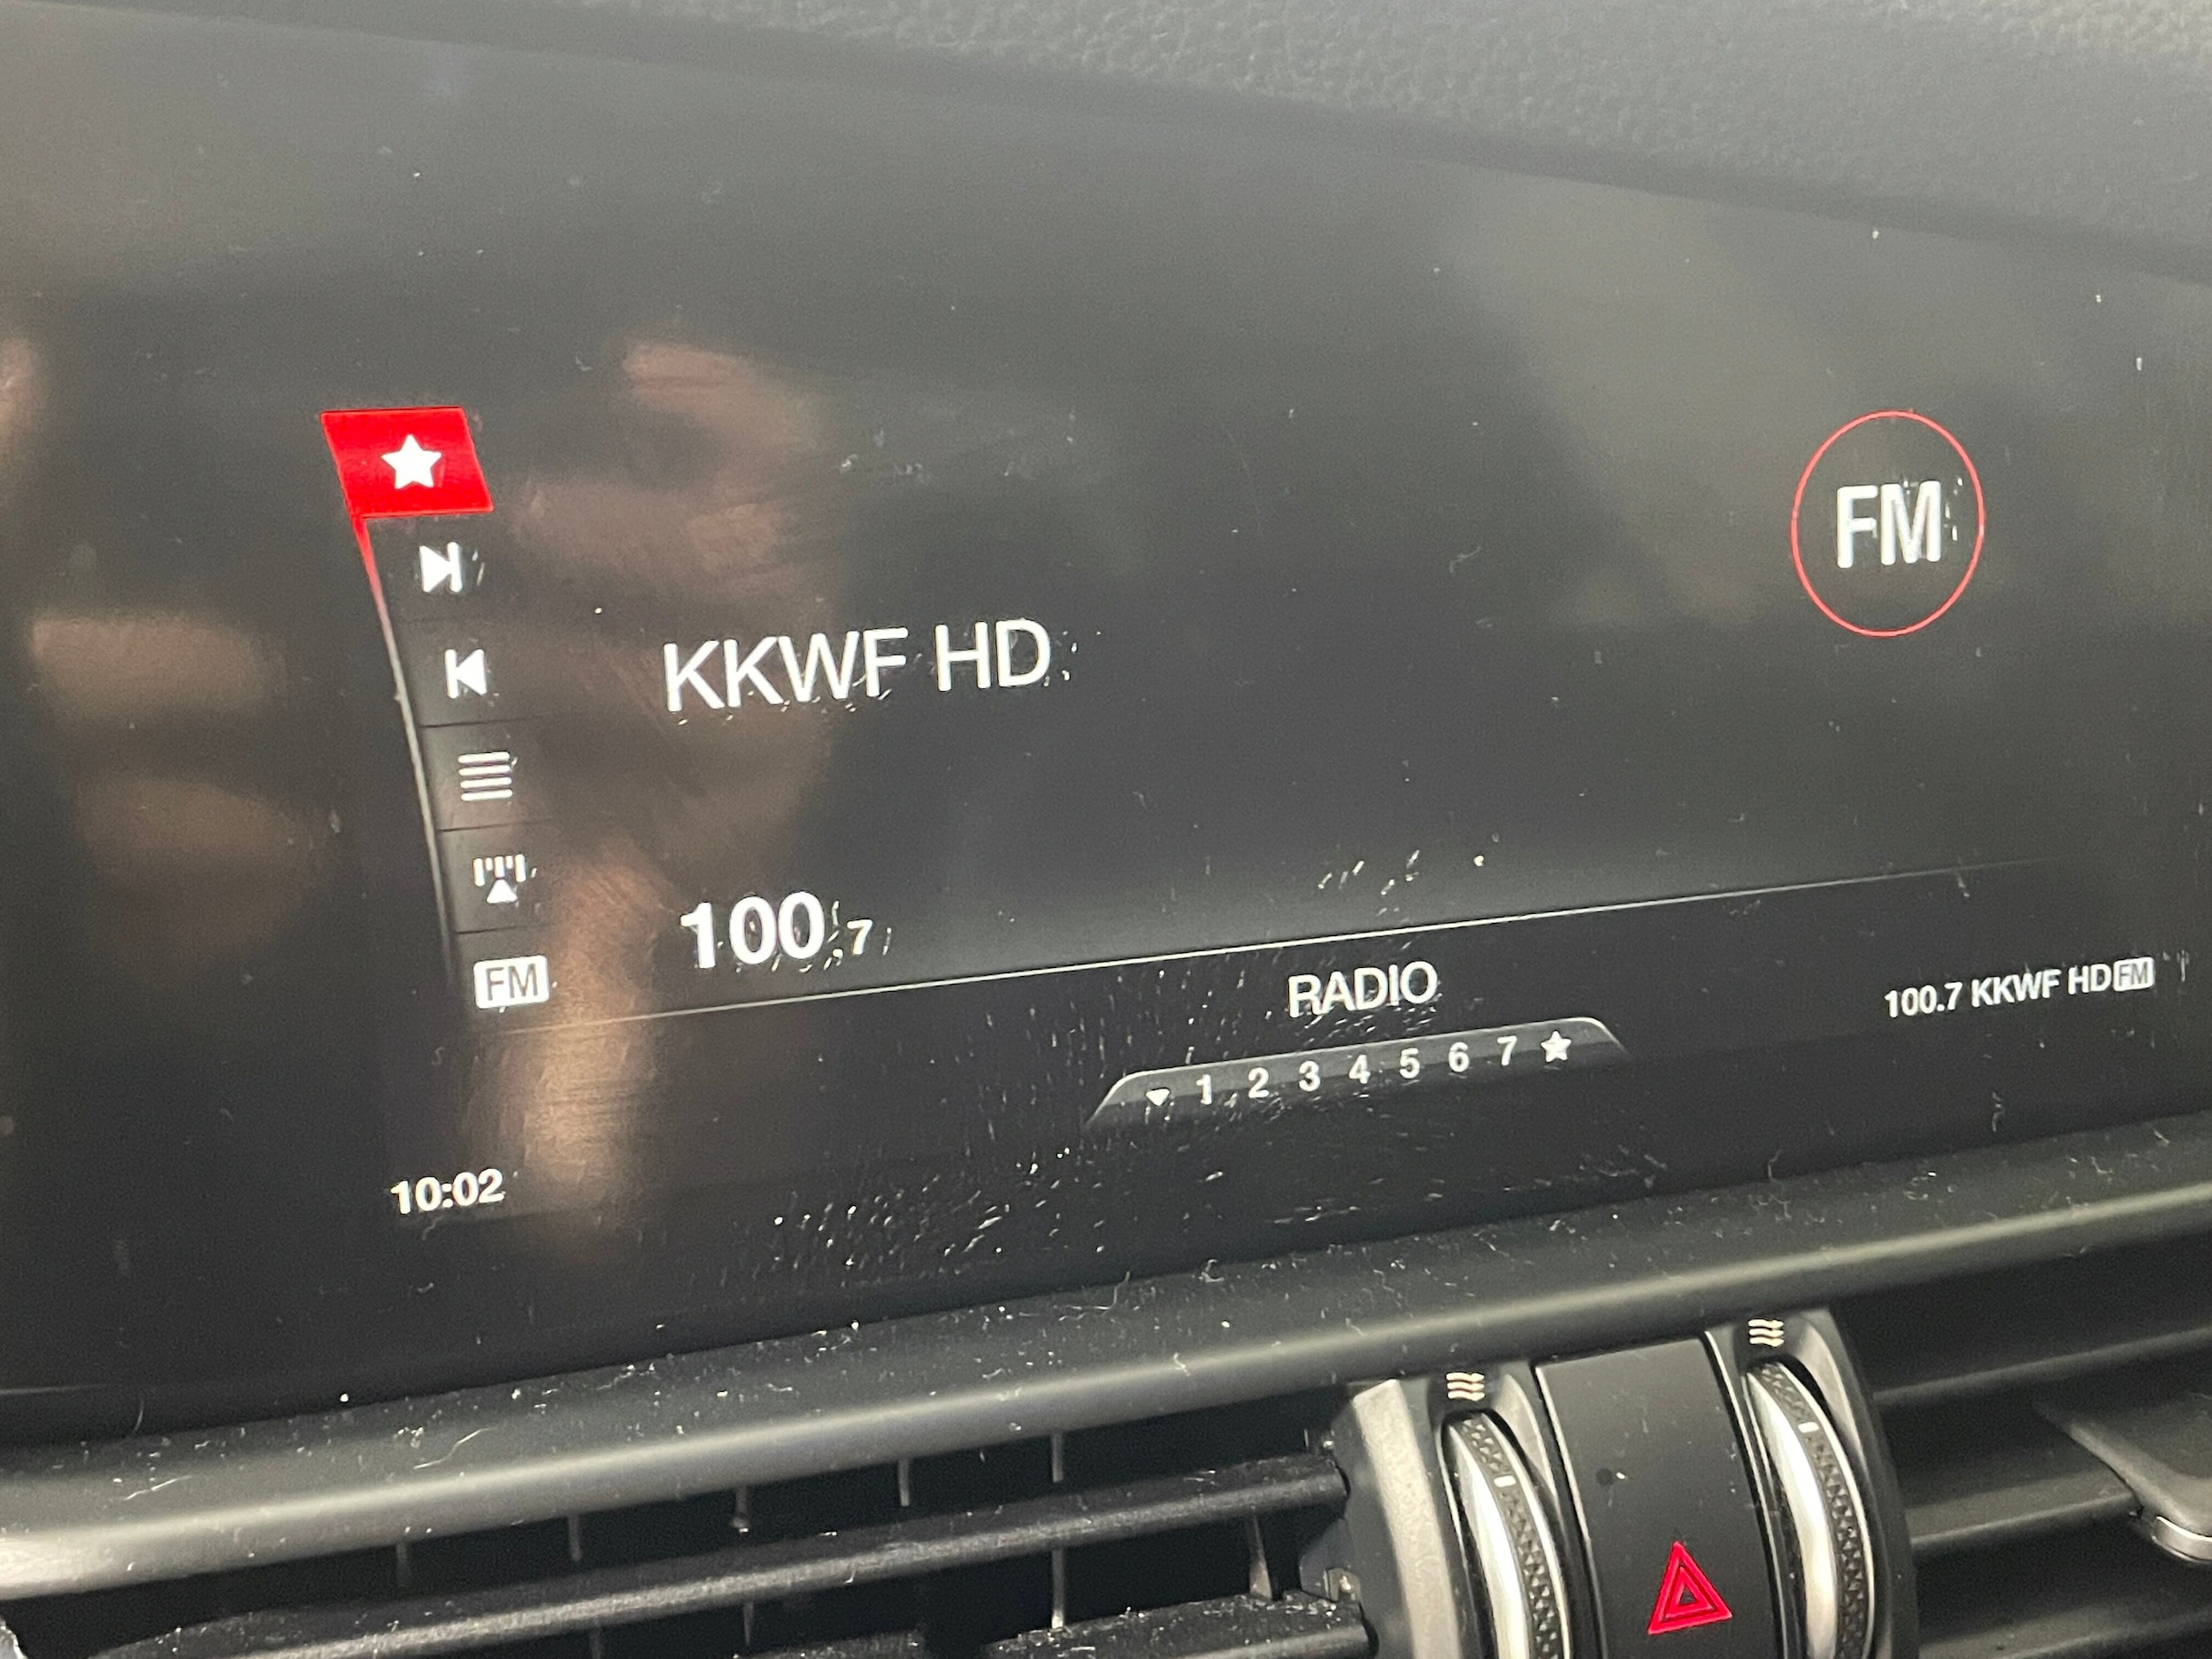 FM
KKWF HD
100.7
FM
RADIO
100.7 KKWF HD FM
1 2 3 4 5 6 7
10:02